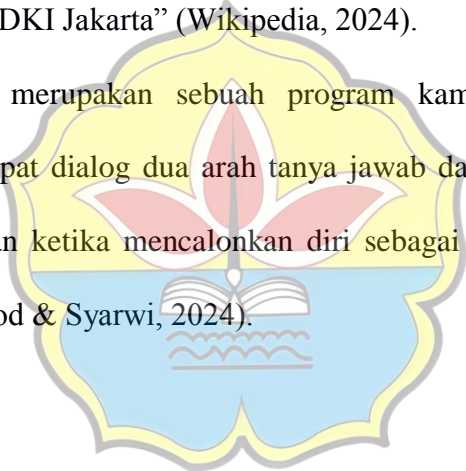 DKI Jakarta” (Wikipedia, 2024).
merupakan sebuah program kam
pat dialog dua arah tanya jawab da
n ketika mencalonkan diri sebagai
od & Syarwi, 2024).